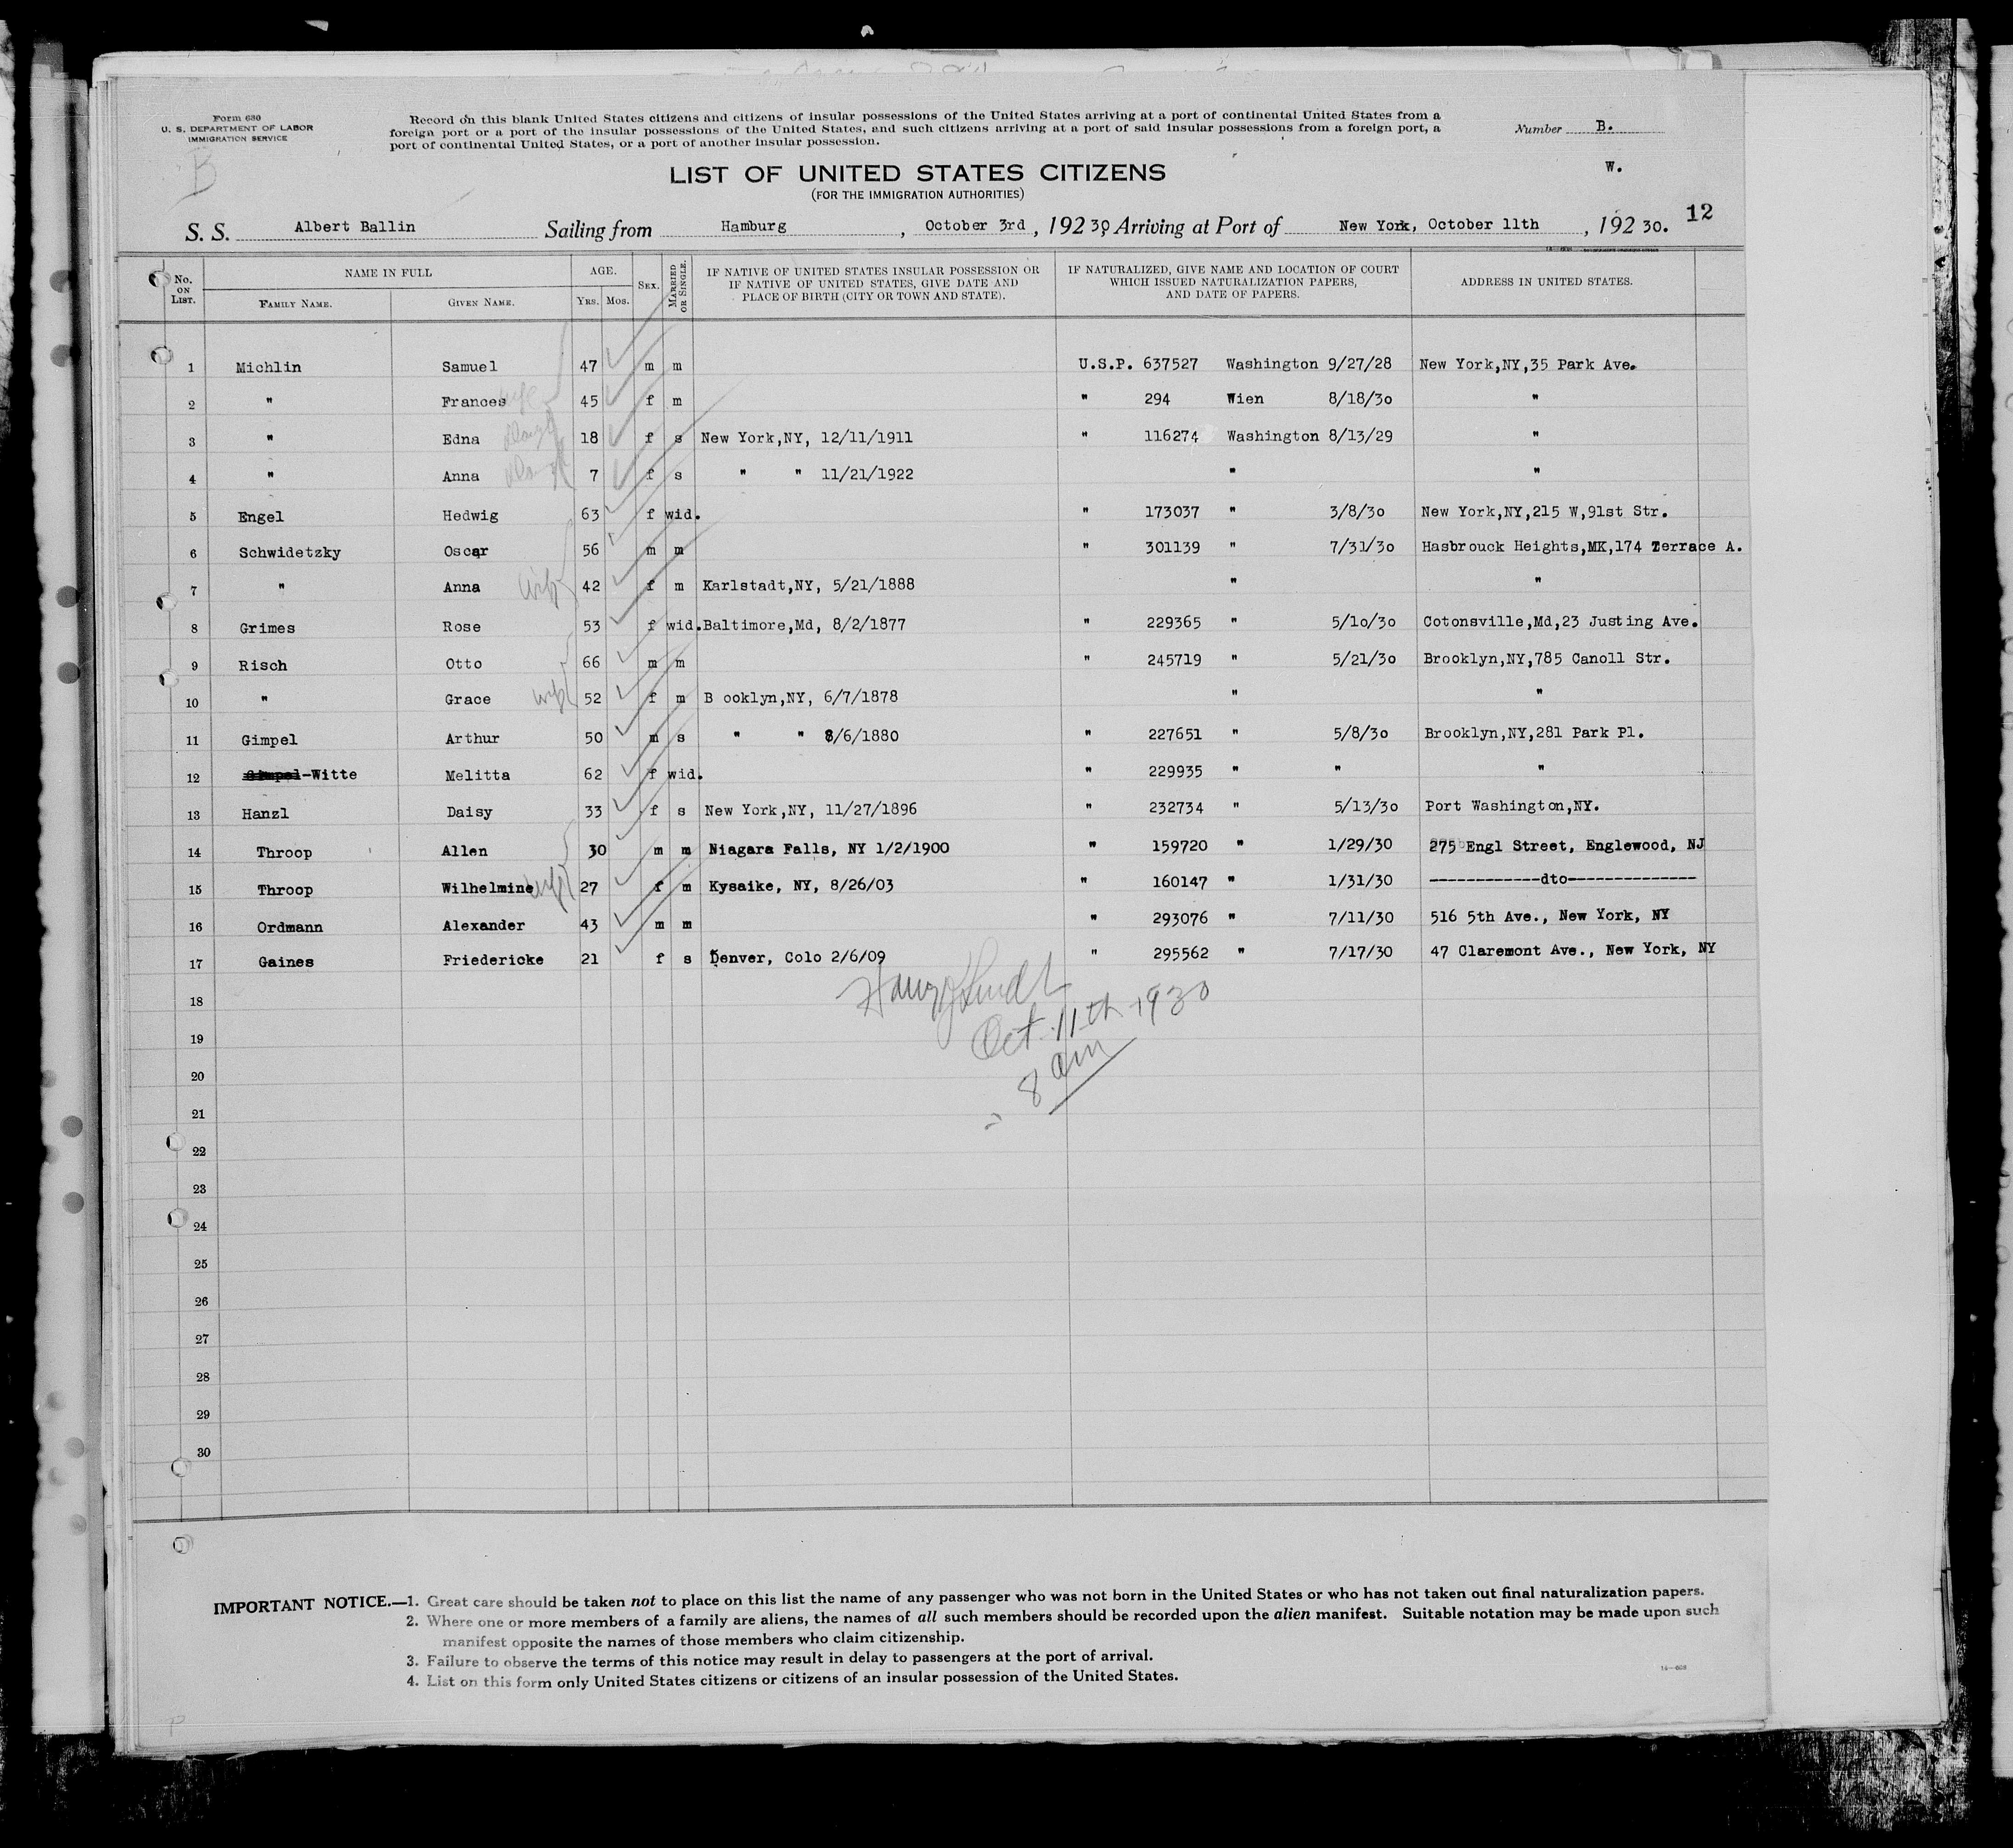 Form 630
U. S. DEPARTMENT OF LABOR
IMMIGRATION SERVICE
B
Record on this blank United States citizens and citizens of insular possessions of the United States arriving at a port of continental United States from a
foreign port or a port of the insular possessions of the United States, and such citizens arriving at a port of said insular possessions from a foreign port, a
port of continental United States, or a port of another insular possession.
Number B.
W.
LIST OF UNITED STATES CITIZENS
(FOR THE IMMIGRATION AUTHORITIES)
12
S. S. Albert Ballin Sailing from Hamburg , October 3rd , 192 30, Arriving at Port of New York, October 11th , 192 30.
No. ON LIST. NAME IN FULL AGE. SEX. MARRIED OR SINGLE. IF NATIVE OF UNITED STATES INSULAR POSSESSION OR IF NATIVE OF UNITED STATES, GIVE DATE AND PLACE OF BIRTH (CITY OR TOWN AND STATE). IF NATURALIZED, GIVE NAME AND LOCATION OF COURT WHICH ISSUED NATURALIZATION PAPERS, AND DATE OF PAPERS. ADDRESS IN UNITED STATES.
FAMILY NAME. GIVEN NAME. YRS. MOS.
1 Michlin Samuel 47 m m U.S.P. 637527 Washington 9/27/28 New York,NY,35 Park Ave.
2 " Frances wife 45 f m " 294 Wien 8/18/30 "
3 " Edna Daugt 18 f s New York,NY, 12/11/1911 " 116274 Washington 8/13/29 "
4 " Anna Daugt 7 f s " " 11/21/1922 " "
5 Engel Hedwig 63 f wid. " 173037 " 3/8/30 New York,NY,215 W,91st Str.
6 Schwidetzky Oscar 56 m m " 301139 " 7/31/30 Hasbrouck Heights,MK,174 Terrace A.
7 " Anna wife 42 f m Karlstadt,NY, 5/21/1888 " "
8 Grimes Rose 53 f wid. Baltimore,Md, 8/2/1877 " 229365 " 5/10/30 Cotonsville,Md,23 Justing Ave.
9 Risch Otto 66 m m " 245719 " 5/21/30 Brooklyn,NY,785 Canoll Str.
10 " Grace wife 52 f m B ooklyn,NY, 6/7/1878 " "
11 Gimpel Arthur 50 m s " " 8/6/1880 " 227651 " 5/8/30 Brooklyn,NY,281 Park Pl.
12 Gimpel-Witte Melitta 62 f wid. " 229935 " " "
13 Hanzl Daisy 33 f s New York,NY, 11/27/1896 " 232734 " 5/13/30 Port Washington,NY.
14 Throop Allen 30 m m Niagara Falls, NY 1/2/1900 " 159720 " 1/29/30 275 Engl Street, Englewood, NJ
15 Throop Wilhelmine wife 27 f m Kysaike, NY, 8/26/03 " 160147 " 1/31/30 ------------dto--------------
16 Ordmann Alexander 43 m m " 293076 " 7/11/30 516 5th Ave., New York, NY
17 Gaines Friedericke 21 f s Denver, Colo 2/6/09 " 295562 " 7/17/30 47 Claremont Ave., New York, NY
18
Oct. 11th 1930
19
8 am
20
21
22
23
24
25
26
27
28
29
30
IMPORTANT NOTICE.—1. Great care should be taken not to place on this list the name of any passenger who was not born in the United States or who has not taken out final naturalization papers.
2. Where one or more members of a family are aliens, the names of all such members should be recorded upon the alien manifest. Suitable notation may be made upon such
manifest opposite the names of those members who claim citizenship.
3. Failure to observe the terms of this notice may result in delay to passengers at the port of arrival.
4. List on this form only United States citizens or citizens of an insular possession of the United States.